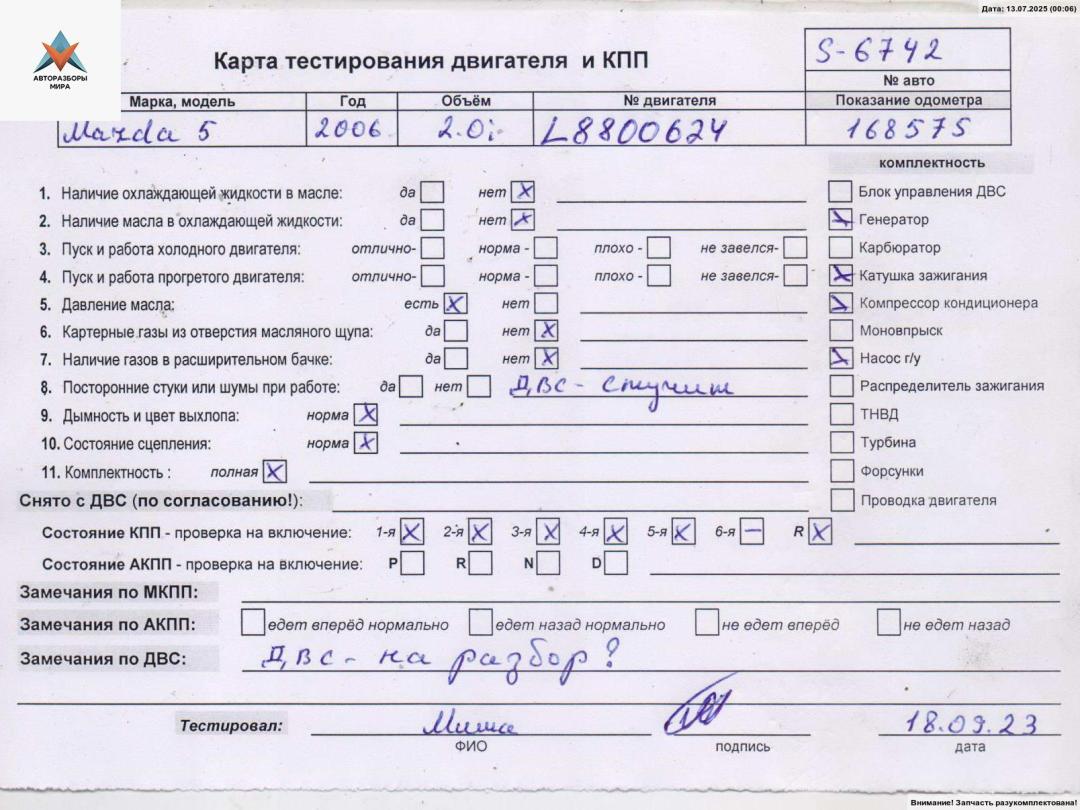 Дата: 13.07.2025 (00:06)
АВТОРАЗБОРЫ
МИРА
Карта тестирования двигателя и КПП
S-6742
№ авто
Марка, модель Год Объём № двигателя Показание одометра
Mazda 5 2006 2.0i L8800624 168575
комплектность
1. Наличие охлаждающей жидкости в масле: да нет X Блок управления ДВС
2. Наличие масла в охлаждающей жидкости: да нет X Генератор
3. Пуск и работа холодного двигателя: отлично- норма - плохо - не завелся- Карбюратор
4. Пуск и работа прогретого двигателя: отлично- норма - плохо - не завелся- Катушка зажигания
5. Давление масла: есть X нет Компрессор кондиционера
6. Картерные газы из отверстия масляного щупа: да нет X Моновпрыск
7. Наличие газов в расширительном бачке: да нет X Насос г/у
8. Посторонние стуки или шумы при работе: да нет ДВС - стучит Распределитель зажигания
9. Дымность и цвет выхлопа: норма X ТНВД
10. Состояние сцепления: норма X Турбина
11. Комплектность : полная X Форсунки
Снято с ДВС (по согласованию!): Проводка двигателя
Состояние КПП - проверка на включение: 1-я X 2-я X 3-я X 4-я X 5-я X 6-я – R X
Состояние АКПП - проверка на включение: P R N D
Замечания по МКПП:
Замечания по АКПП: едет вперёд нормально едет назад нормально не едет вперёд не едет назад
Замечания по ДВС: ДВС - на разбор?
Тестировал: Миша 18.09.23
ФИО подпись дата
Внимание! Запчасть разукомплектована!